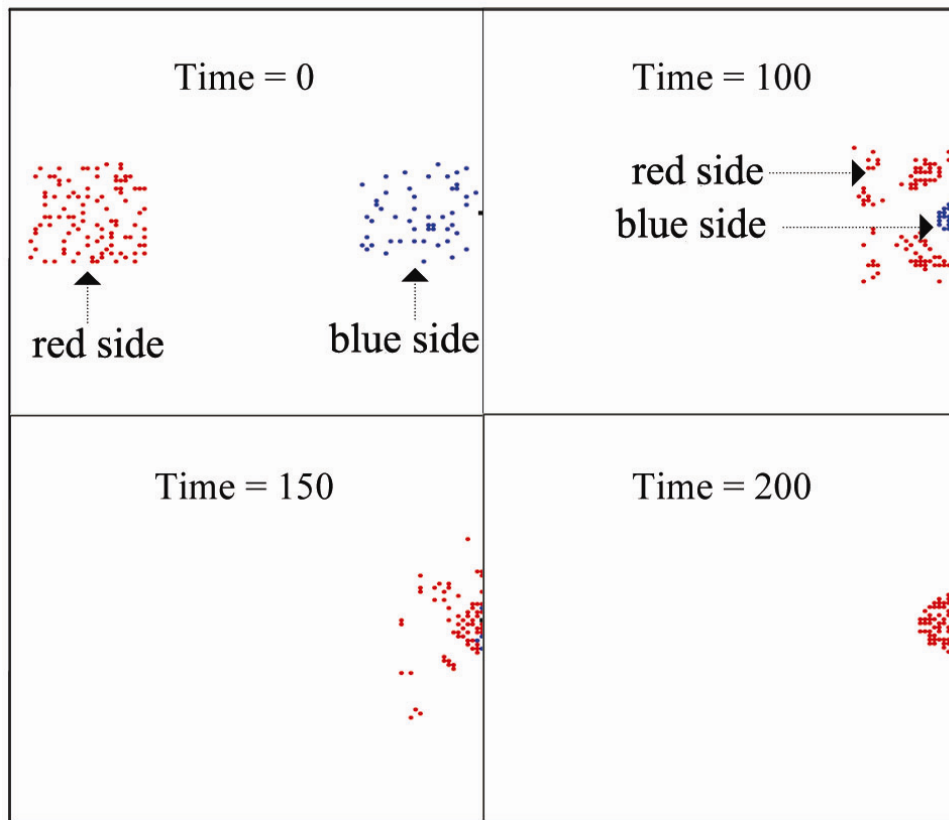 Time = 0
red side
blue side
Time = 100
red side
blue side
Time = 150
Time = 200